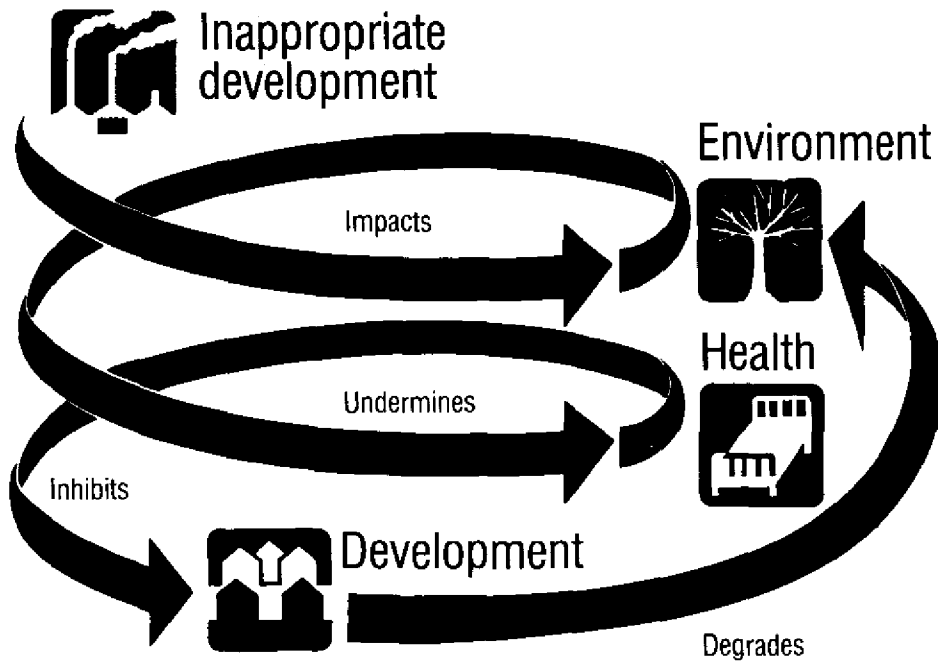 Inappropriate
development
Environment
Impacts
Health
Undermines
Inhibits
Development
Degrades